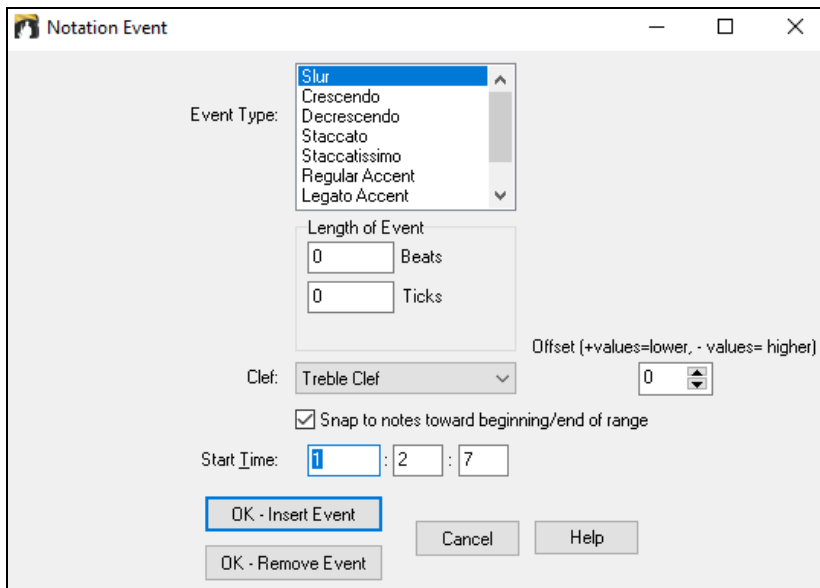 Notation Event
Event Type:
Slur
Crescendo
Decrescendo
Staccato
Staccatissimo
Regular Accent
Legato Accent
Length of Event
0 Beats
0 Ticks
Offset (+values=lower, - values= higher)
Clef: Treble Clef 0
Snap to notes toward beginning/end of range
Start Time: 1 : 2 : 7
OK - Insert Event
Cancel Help
OK - Remove Event